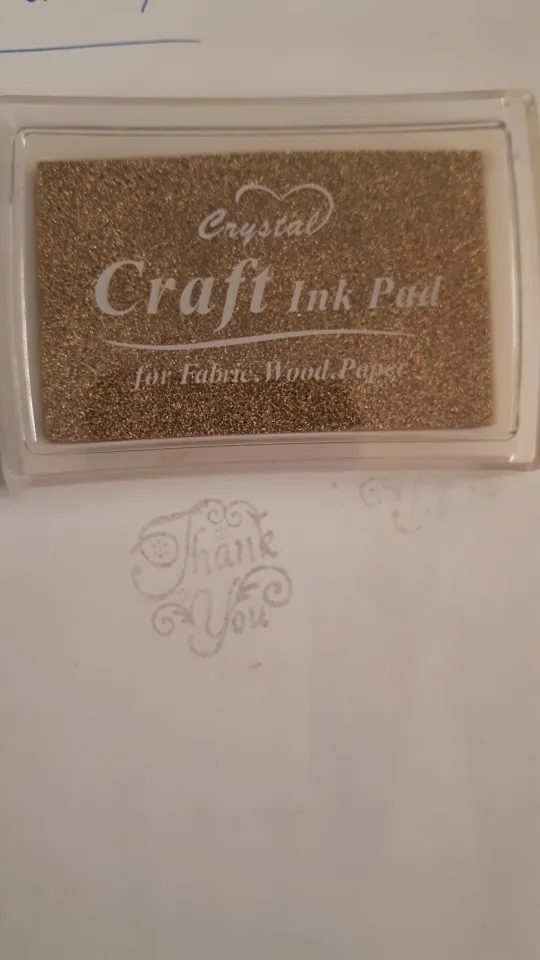 Crystal
Craft Ink Pad
for Fabric.Wood.Paper
Thank
You